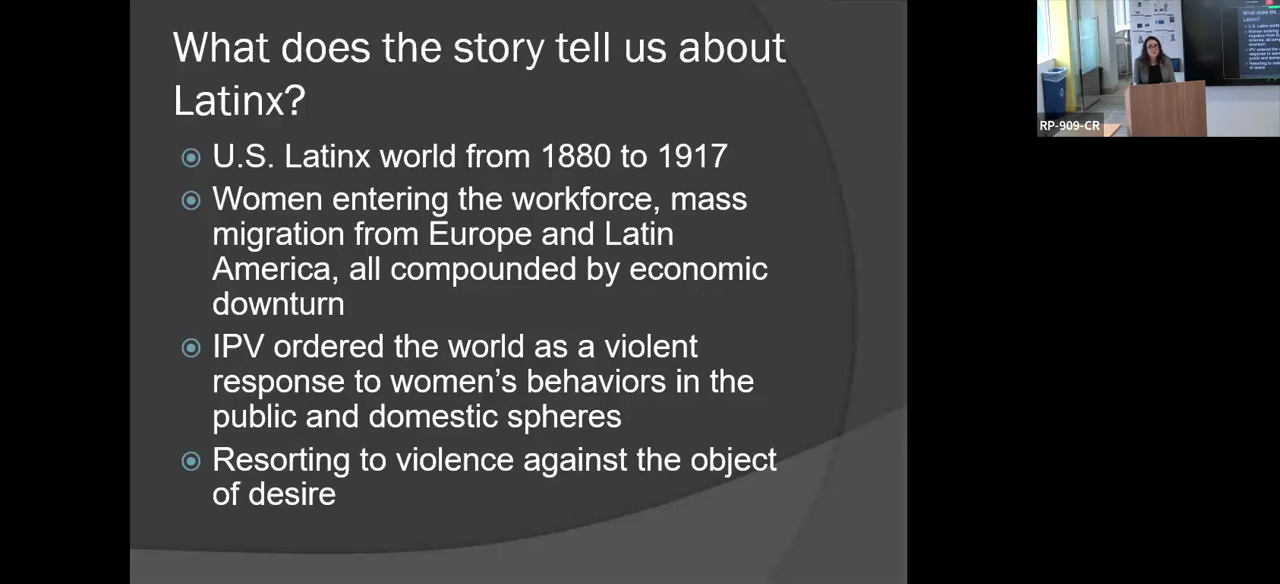 What does the story tell us about
Latinx?
U.S. Latinx world from 1880 to 1917
Women entering the workforce, mass
migration from Europe and Latin
America, all compounded by economic
downturn
IPV ordered the world as a violent
response to women’s behaviors in the
public and domestic spheres
Resorting to violence against the object
of desire
RP-909-CR